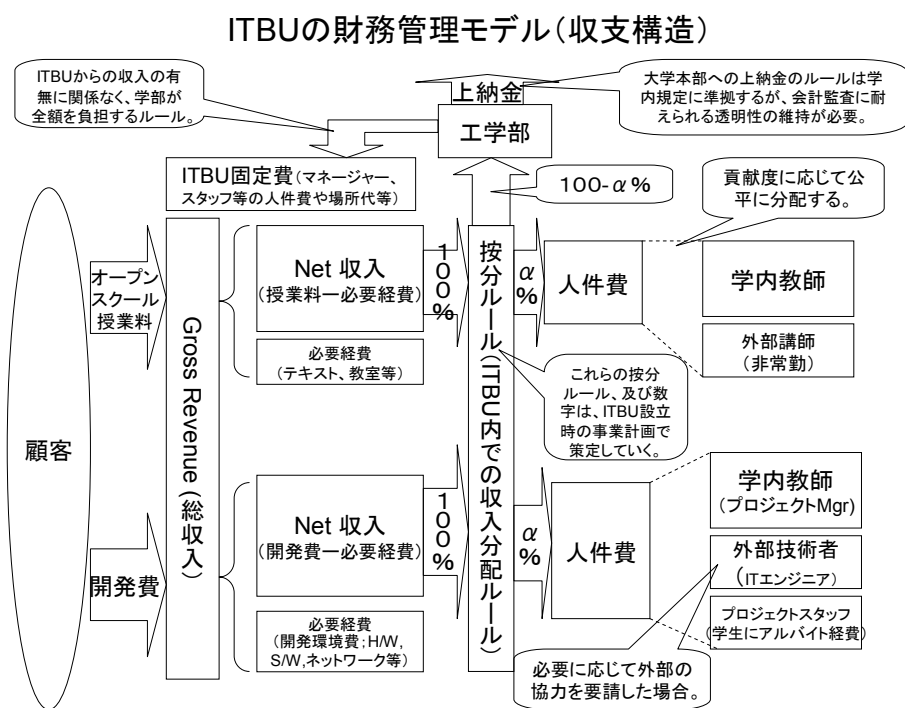 ITBUの財務管理モデル（収支構造）
ITBUからの収入の有
無に関係なく、学部が
全額を負担するルール。
上納金
大学本部への上納金のルールは学
内規定に準拠するが、会計監査に耐
えられる透明性の維持が必要。
工学部
ITBU固定費（マネージャー、
スタッフ等の人件費や場所代等）
100-α%
貢献度に応じて公
平に分配する。
顧客
オープン
スクール
授業料
開発費
Gross Revenue (総収入)
Net 収入
（授業料ー必要経費）
必要経費
（テキスト、教室等）
100%
按分ルール（ITBU内での収入分配ルール）
α%
人件費
学内教師
外部講師
（非常勤）
これらの按分
ルール、及び数
字は、ITBU設立
時の事業計画で
策定していく。
Net 収入
（開発費ー必要経費）
必要経費
（開発環境費；H/W,
S/W,ネットワーク等）
100%
α%
人件費
学内教師
（プロジェクトMgr)
外部技術者
（ITエンジニア）
プロジェクトスタッフ
（学生にアルバイト経費）
必要に応じて外部の
協力を要請した場合。